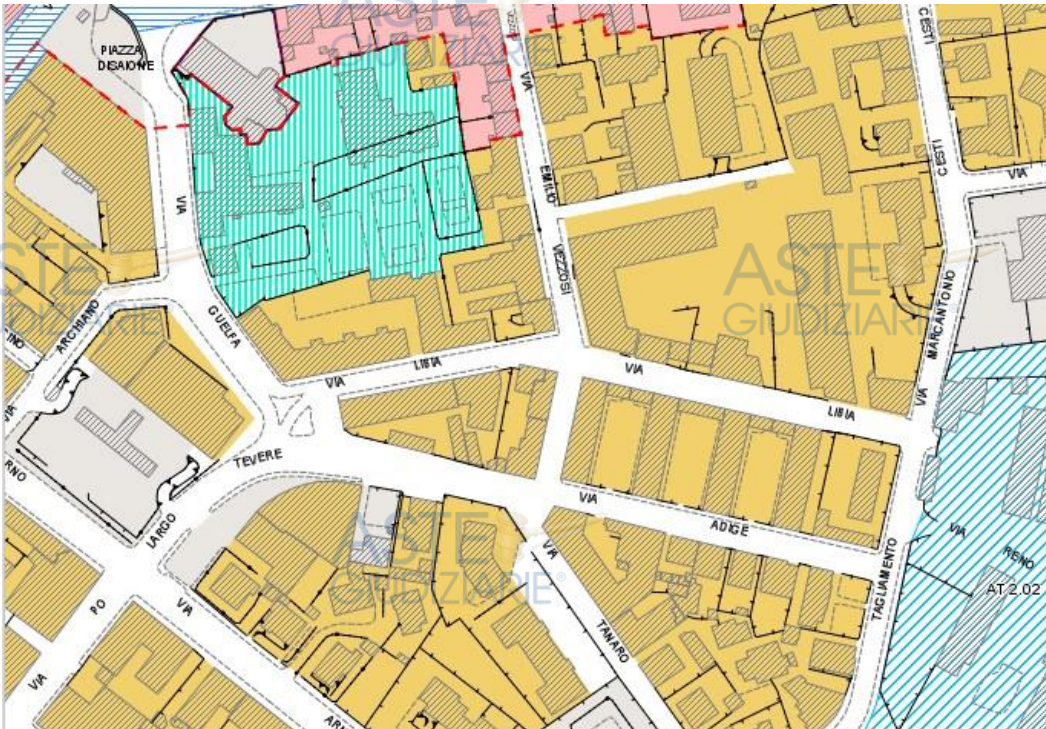 ASTE
GIUDIZIARIE
PIAZZA
DISAIONE
VIA
CESTI
VIA
EMILIO
VEZZOSI
CESTI
VIA
ASTE
GIUDIZIARIE
ARCHIANO
VIA
GUELFA
VIA
LIBIA
VIA
LIBIA
VIA
MARCANTONIO
TEVERE
LARGO
VIA
ADIGE
VIA
RENO
AT 2.02
ASTE
GIUDIZIARIE®
VIA
TANARO
TAGLIAMENTO
PO
VIA
VIA